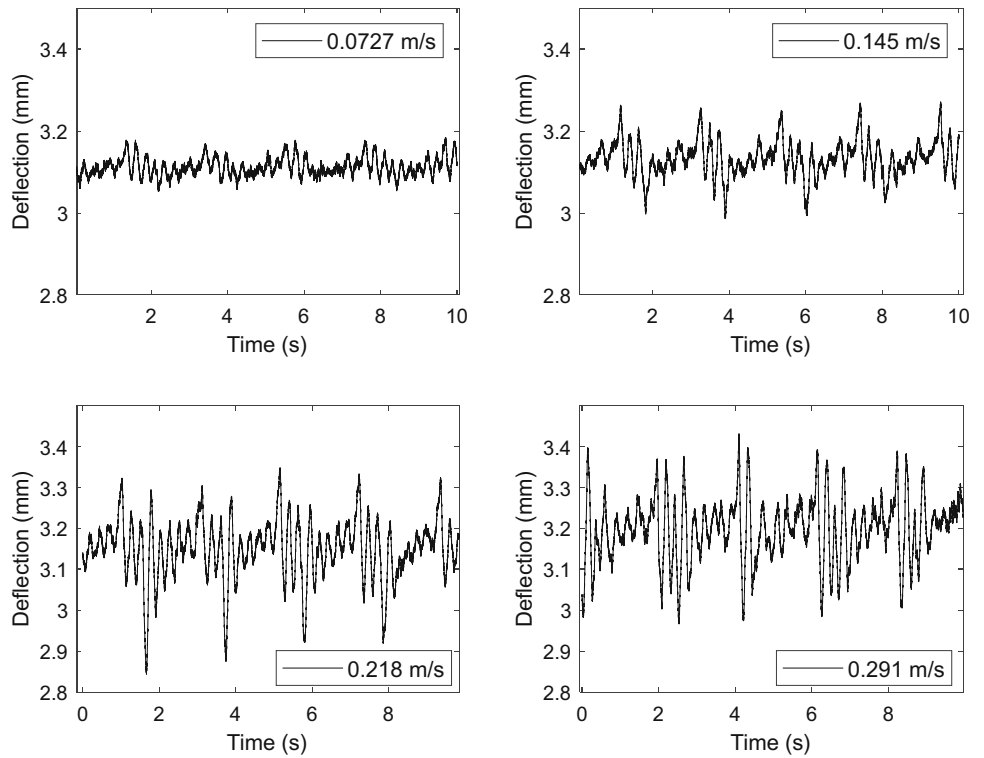 3.4
3.2
3
2.8
Deflection (mm)
0.0727 m/s
2 4 6 8 10
Time (s)
3.4
3.2
3
2.8
Deflection (mm)
0.145 m/s
2 4 6 8 10
Time (s)
3.4
3.3
3.2
3.1
3
2.9
2.8
Deflection (mm)
0.218 m/s
0 2 4 6 8
Time (s)
3.4
3.3
3.2
3.1
3
2.9
2.8
Deflection (mm)
0.291 m/s
0 2 4 6 8
Time (s)